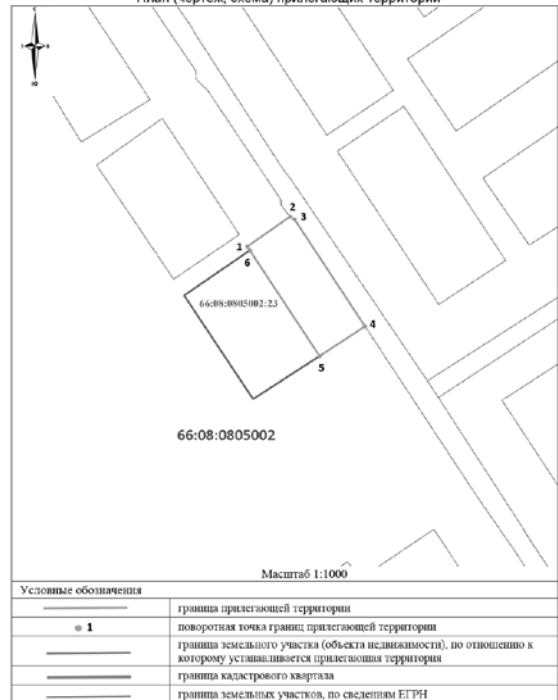 План (чертеж, схема) прилегающих территорий
2
3
1
6
66:08:0805002:23
4
5
66:08:0805002
Масштаб 1:1000
Условные обозначения
граница прилегающей территории
1
поворотная точка границ прилегающей территории
граница земельного участка (объекта недвижимости), по отношению к
которому устанавливается прилегающая территория
граница кадастрового квартала
граница земельных участков, по сведениям ЕГРН